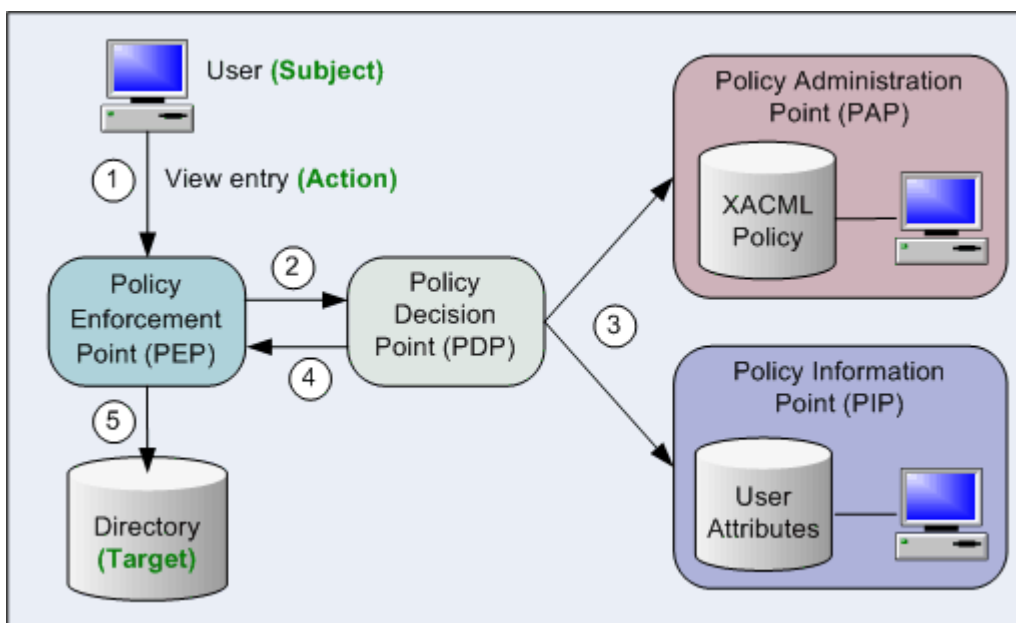 User (Subject)
1
View entry (Action)
Policy
Enforcement
Point (PEP)
2
Policy
Decision
Point (PDP)
4
3
5
Directory
(Target)
Policy Administration
Point (PAP)
XACML
Policy
Policy Information
Point (PIP)
User
Attributes